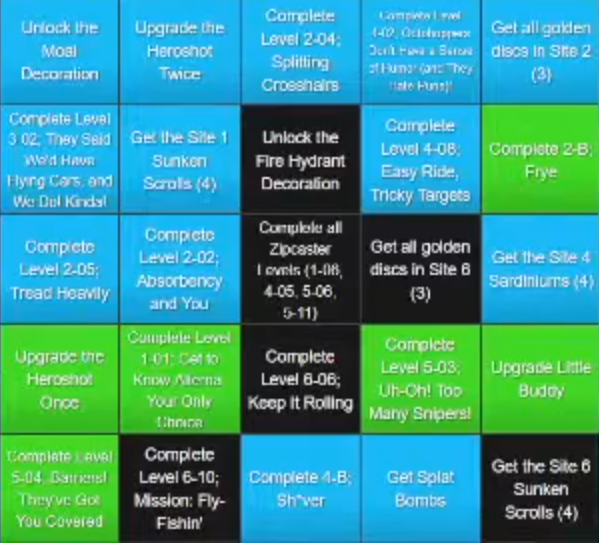 Unlock the
Moai
Decoration
Upgrade the
Heroshot
Twice
Complete
Level 2-04;
Splitting
Crosshairs
Complete Level
1-02; Octohoppers
Don't Have a Sense
of Humor (and They
Hate Puns)!
Get all golden
discs in Site 2
(3)
Complete Level
3-02; They Said
We'd Have
Flying Cars, and
We Do! Kinda!
Get the Site 1
Sunken
Scrolls (4)
Unlock the
Fire Hydrant
Decoration
Complete
Level 4-08;
Easy Ride,
Tricky Targets
Complete 2-B;
Frye
Complete
Level 2-05;
Tread Heavily
Complete
Level 2-02;
Absorbency
and You
Complete all
Zipcaster
Levels (1-06,
4-05, 5-06,
5-11)
Get all golden
discs in Site 6
(3)
Get the Site 4
Sardiniums (4)
Upgrade the
Heroshot
Once
Complete Level
1-01; Get to
Know Alterna
Your Only
Choice
Complete
Level 6-06;
Keep It Rolling
Complete
Level 5-03;
Uh-Oh! Too
Many Snipers!
Upgrade Little
Buddy
Complete Level
5-04; Barriers!
They've Got
You Covered
Complete
Level 6-10;
Mission: Fly-
Fishin'
Complete 4-B;
Sh*ver
Get Splat
Bombs
Get the Site 6
Sunken
Scrolls (4)